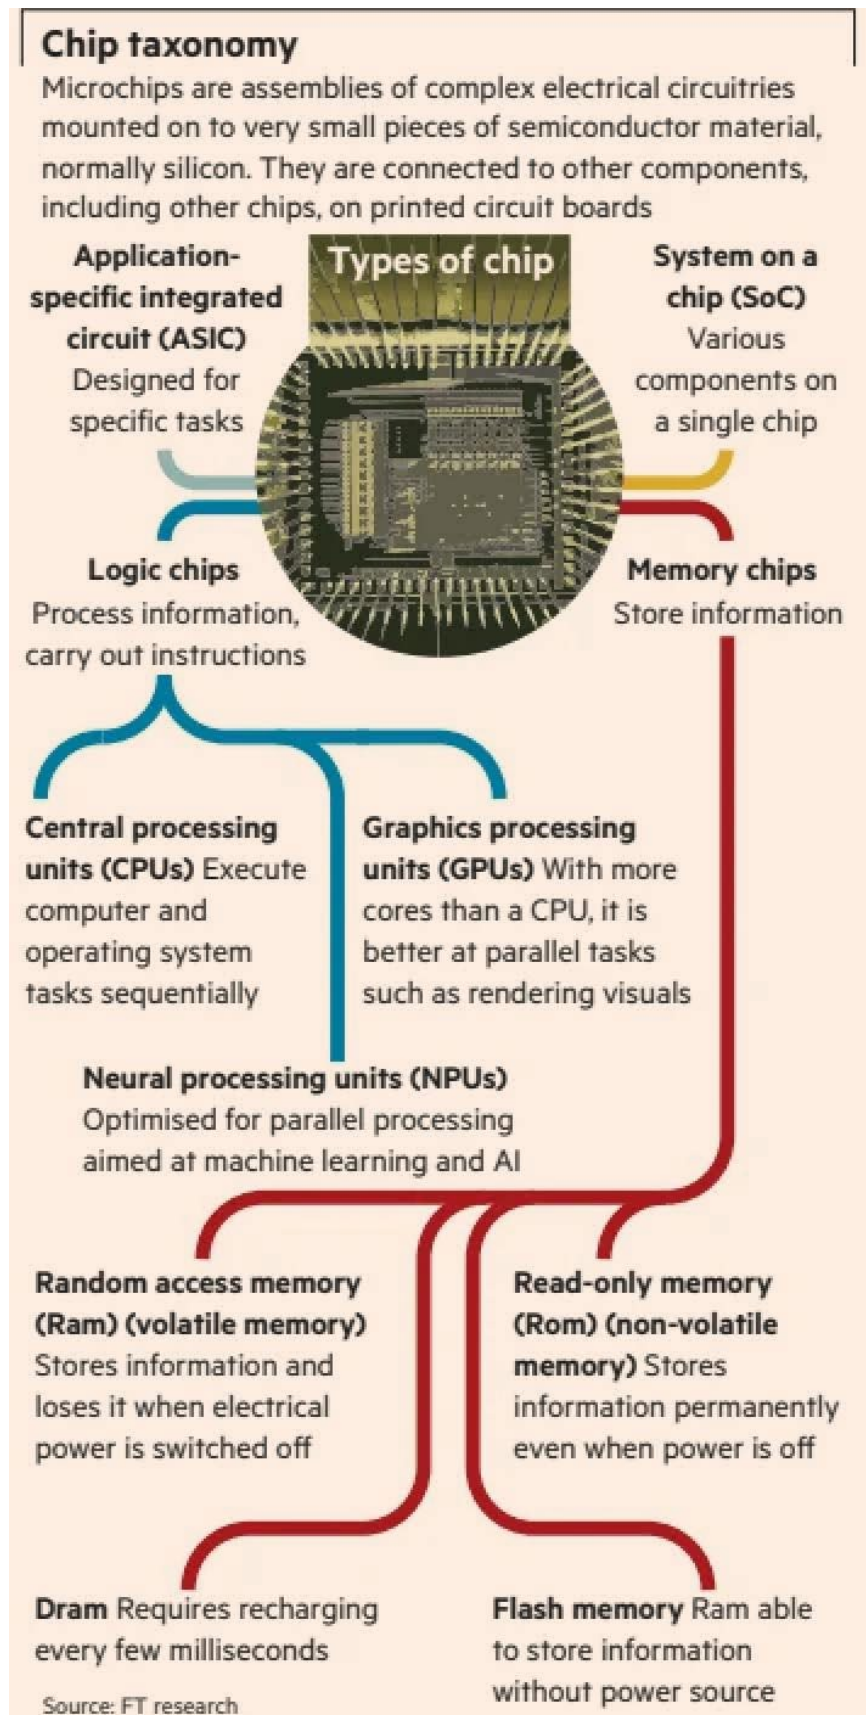 Chip taxonomy
Microchips are assemblies of complex electrical circuitries
mounted on to very small pieces of semiconductor material,
normally silicon. They are connected to other components,
including other chips, on printed circuit boards
Types of chip
Application-
specific integrated
circuit (ASIC)
Designed for
specific tasks
System on a
chip (SoC)
Various
components on
a single chip
Logic chips
Process information,
carry out instructions
Memory chips
Store information
Central processing
units (CPUs) Execute
computer and
operating system
tasks sequentially
Graphics processing
units (GPUs) With more
cores than a CPU, it is
better at parallel tasks
such as rendering visuals
Neural processing units (NPUs)
Optimised for parallel processing
aimed at machine learning and AI
Random access memory
(Ram) (volatile memory)
Stores information and
loses it when electrical
power is switched off
Read-only memory
(Rom) (non-volatile
memory) Stores
information permanently
even when power is off
Dram Requires recharging
every few milliseconds
Flash memory Ram able
to store information
without power source
Source: FT research